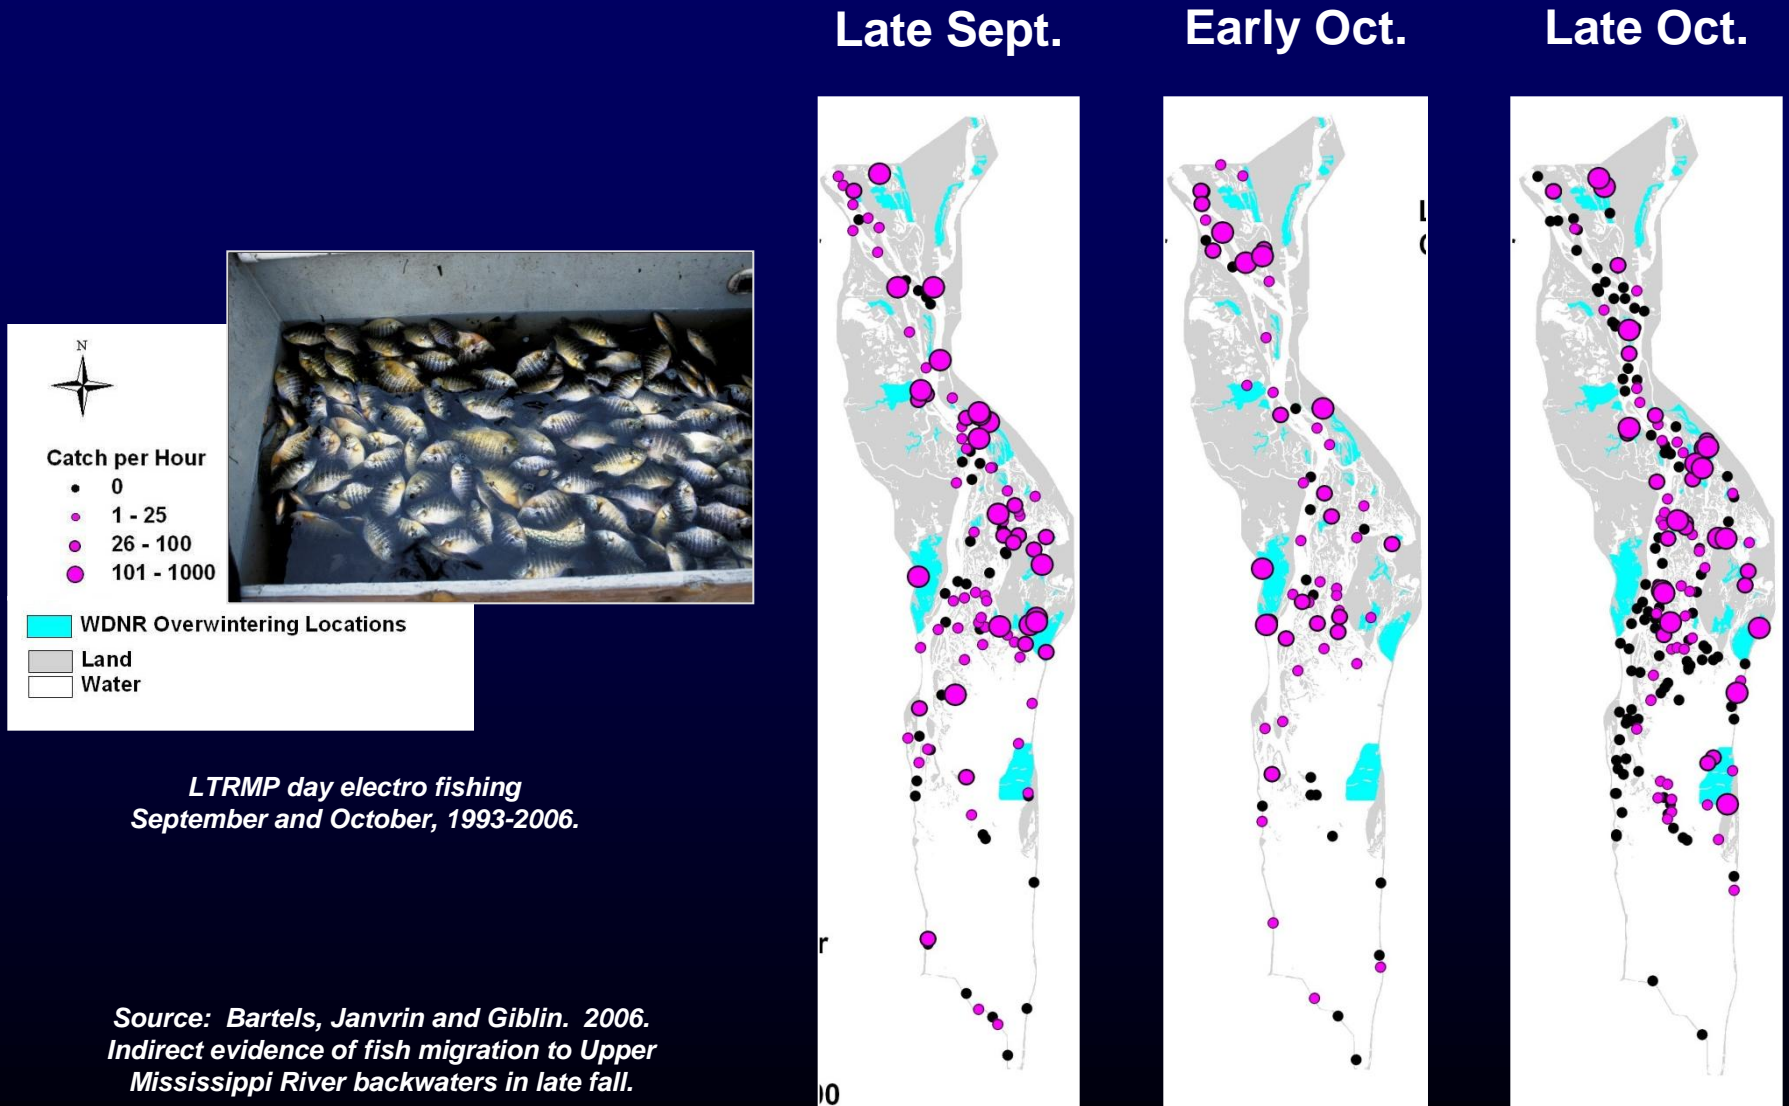 Late Sept.
Early Oct.
Late Oct.
N
Catch per Hour
0
1 - 25
26 - 100
101 - 1000
WDNR Overwintering Locations
Land
Water
LTRMP day electro fishing
September and October, 1993-2006.
Source: Bartels, Janvrin and Giblin. 2006.
Indirect evidence of fish migration to Upper
Mississippi River backwaters in late fall.
r